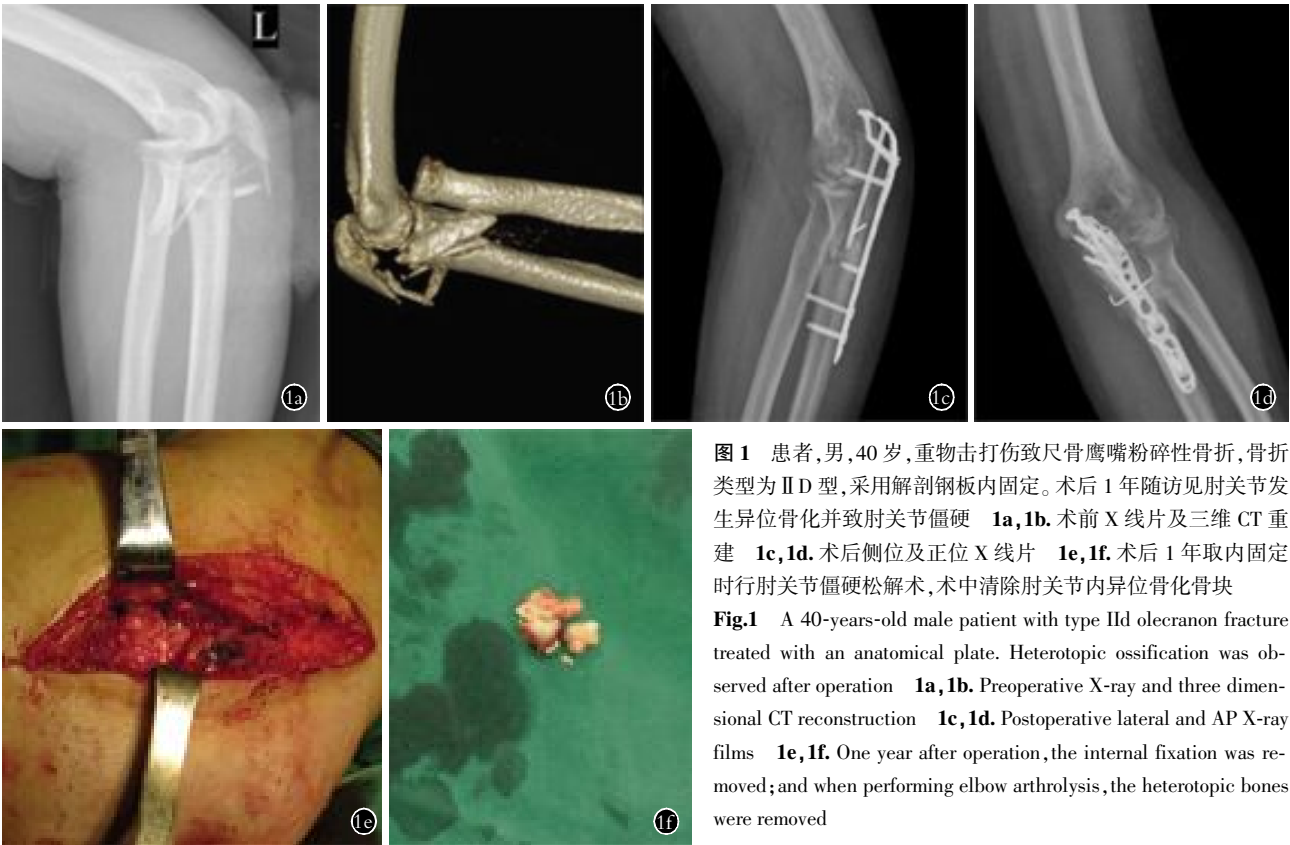 L
1a
1b
1c
1d
1e
1f
图 1 患者,男,40 岁,重物击打伤致尺骨鹰嘴粉碎性骨折,骨折
类型为ⅡD 型,采用解剖钢板内固定。术后 1 年随访见肘关节发
生异位骨化并致肘关节僵硬 1a,1b. 术前 X 线片及三维 CT 重
建 1c,1d. 术后侧位及正位 X 线片 1e,1f. 术后 1 年取内固定
时行肘关节僵硬松解术,术中清除肘关节内异位骨化骨块
Fig.1 A 40-years-old male patient with type IId olecranon fracture
treated with an anatomical plate. Heterotopic ossification was ob-
served after operation 1a,1b. Preoperative X-ray and three dimen-
sional CT reconstruction 1c,1d. Postoperative lateral and AP X-ray
films 1e,1f. One year after operation,the internal fixation was re-
moved;and when performing elbow arthrolysis,the heterotopic bones
were removed